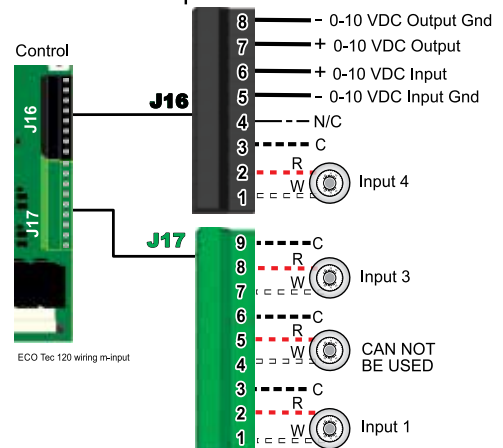 Control
J16
J17
ECO Tec 120 wiring m-input
J16
8 - 0-10 VDC Output Gnd
7 + 0-10 VDC Output
6 + 0-10 VDC Input
5 - 0-10 VDC Input Gnd
4 N/C
3 C
2 R
1 W
Input 4
J17
9 C
8 R
7 W
Input 3
6 C
5 R
4 W
CAN NOT
BE USED
3 C
2 R
1 W
Input 1